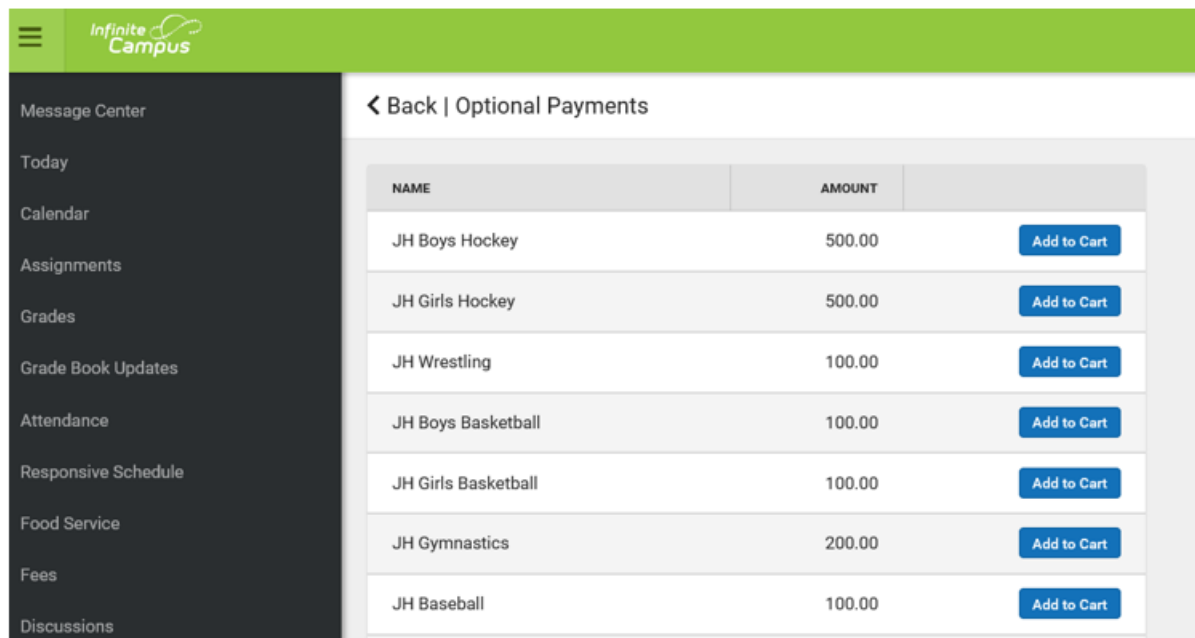 Infinite
Campus
Message Center
Today
Calendar
Assignments
Grades
Grade Book Updates
Attendance
Responsive Schedule
Food Service
Fees
Discussions
Back | Optional Payments
NAME AMOUNT
JH Boys Hockey 500.00 Add to Cart
JH Girls Hockey 500.00 Add to Cart
JH Wrestling 100.00 Add to Cart
JH Boys Basketball 100.00 Add to Cart
JH Girls Basketball 100.00 Add to Cart
JH Gymnastics 200.00 Add to Cart
JH Baseball 100.00 Add to Cart